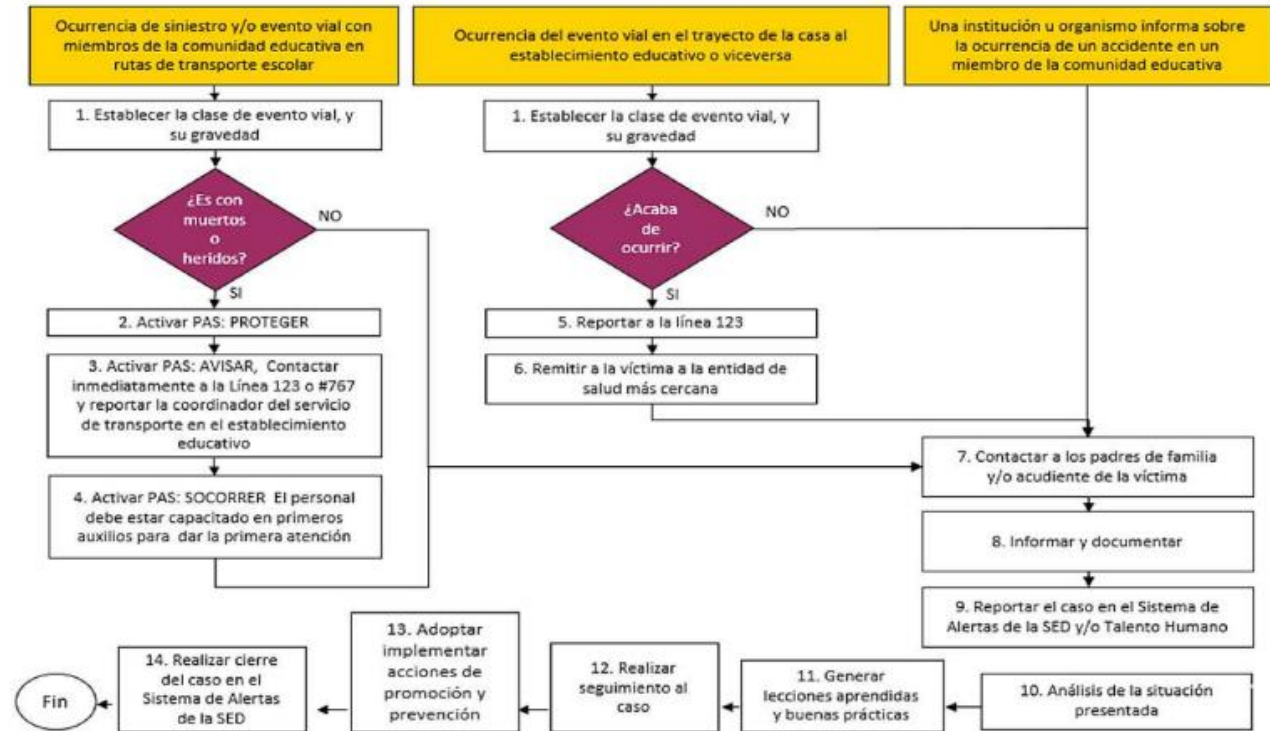 Ocurrencia de siniestro y/o evento vial con
miembros de la comunidad educativa en
rutas de transporte escolar
Ocurrencia del evento vial en el trayecto de la casa al
establecimiento educativo o viceversa
Una institución u organismo informa sobre
la ocurrencia de un accidente en un
miembro de la comunidad educativa
1. Establecer la clase de evento vial, y
su gravedad
1. Establecer la clase de evento vial, y
su gravedad
¿Es con
muertos
o
heridos?
NO
SI
¿Acaba
de
ocurrir?
NO
SI
2. Activar PAS: PROTEGER
3. Activar PAS: AVISAR, Contactar
inmediatamente a la Línea 123 o #767
y reportar la coordinador del servicio
de transporte en el establecimiento
educativo
4. Activar PAS: SOCORRER El personal
debe estar capacitado en primeros
auxilios para dar la primera atención
5. Reportar a la línea 123
6. Remitir a la víctima a la entidad de
salud más cercana
7. Contactar a los padres de familia
y/o acudiente de la víctima
8. Informar y documentar
9. Reportar el caso en el Sistema de
Alertas de la SED y/o Talento Humano
10. Análisis de la situación
presentada
11. Generar
lecciones aprendidas
y buenas prácticas
12. Realizar
seguimiento al
caso
13. Adoptar
implementar
acciones de
promoción y
prevención
14. Realizar cierre
del caso en el
Sistema de Alertas
de la SED
Fin